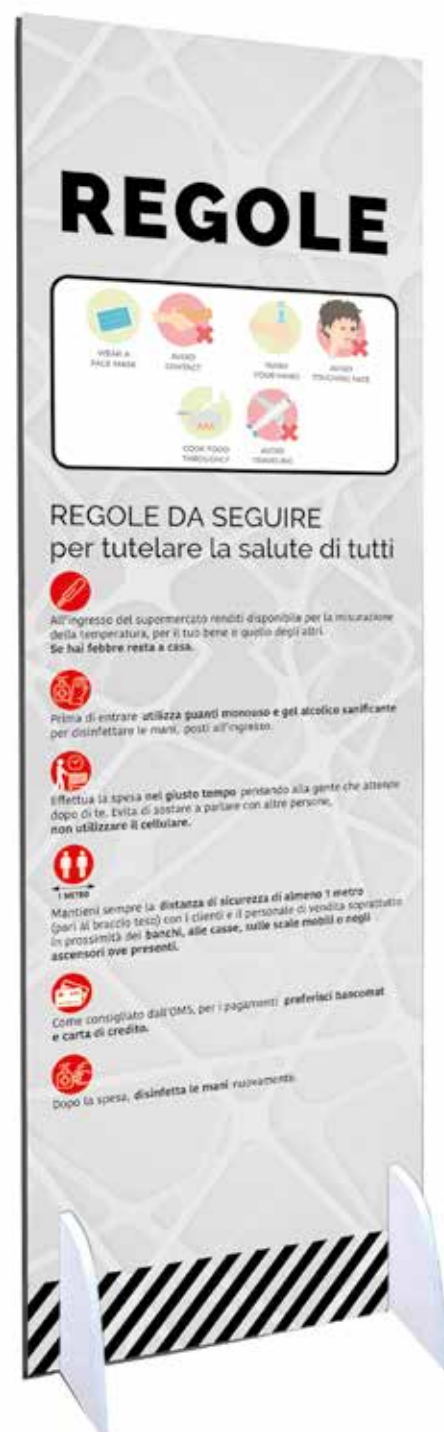 REGOLE
WEAR A
FACE MASK
AVOID
CONTACT
WASH
YOUR HANDS
AVOID
TOUCHING FACE
COOK FOOD
THROUGHLY
AVOID
TRAVELING
REGOLE DA SEGUIRE
per tutelare la salute di tutti
All'ingresso del supermercato renditi disponibile per la misurazione
della temperatura, per il tuo bene e quello degli altri.
Se hai febbre resta a casa.
Prima di entrare utilizza guanti monouso e gel alcolico sanificante
per disinfettare le mani, posti all'ingresso.
Effettua la spesa nel giusto tempo pensando alla gente che attende
dopo di te. Evita di sostare a parlare con altre persone,
non utilizzare il cellulare.
1 METRO
Mantieni sempre la distanza di sicurezza di almeno 1 metro
(pari al braccio teso) con i clienti e il personale di vendita soprattutto
in prossimità dei banchi, alle casse, sulle scale mobili o negli
ascensori ove presenti.
Come consigliato dall'OMS, per i pagamenti preferisci bancomat
e carta di credito.
Dopo la spesa, disinfetta le mani nuovamente.